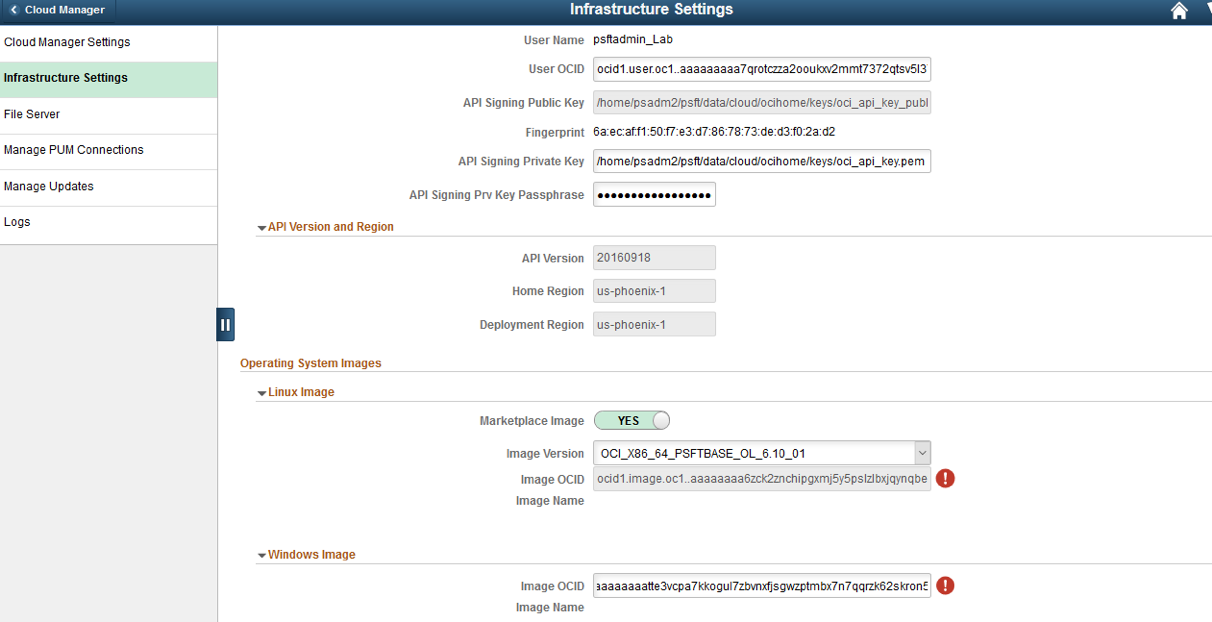 Cloud Manager
Infrastructure Settings
Cloud Manager Settings
Infrastructure Settings
File Server
Manage PUM Connections
Manage Updates
Logs
User Name psftadmin_Lab
User OCID ocid1.user.oc1..aaaaaaaaa7qrotczza2ooukxv2mmt7372qtsv5l3
API Signing Public Key /home/psadm2/psft/data/cloud/ocihome/keys/oci_api_key_publ
Fingerprint 6a:ec:af:f1:50:f7:e3:d7:86:78:73:de:d3:f0:2a:d2
API Signing Private Key /home/psadm2/psft/data/cloud/ocihome/keys/oci_api_key.pem
API Signing Prv Key Passphrase
API Version and Region
API Version 20160918
Home Region us-phoenix-1
Deployment Region us-phoenix-1
Operating System Images
Linux Image
Marketplace Image YES
Image Version OCI_X86_64_PSFTBASE_OL_6.10_01
Image OCID ocid1.image.oc1..aaaaaaaa6zck2znchipgxmj5y5pslzlbxjqynqbe
Image Name
Windows Image
Image OCID aaaaaaaatte3vcpa7kkogul7zbvnxfjsgwzptmbx7n7qqrzk62skron5
Image Name